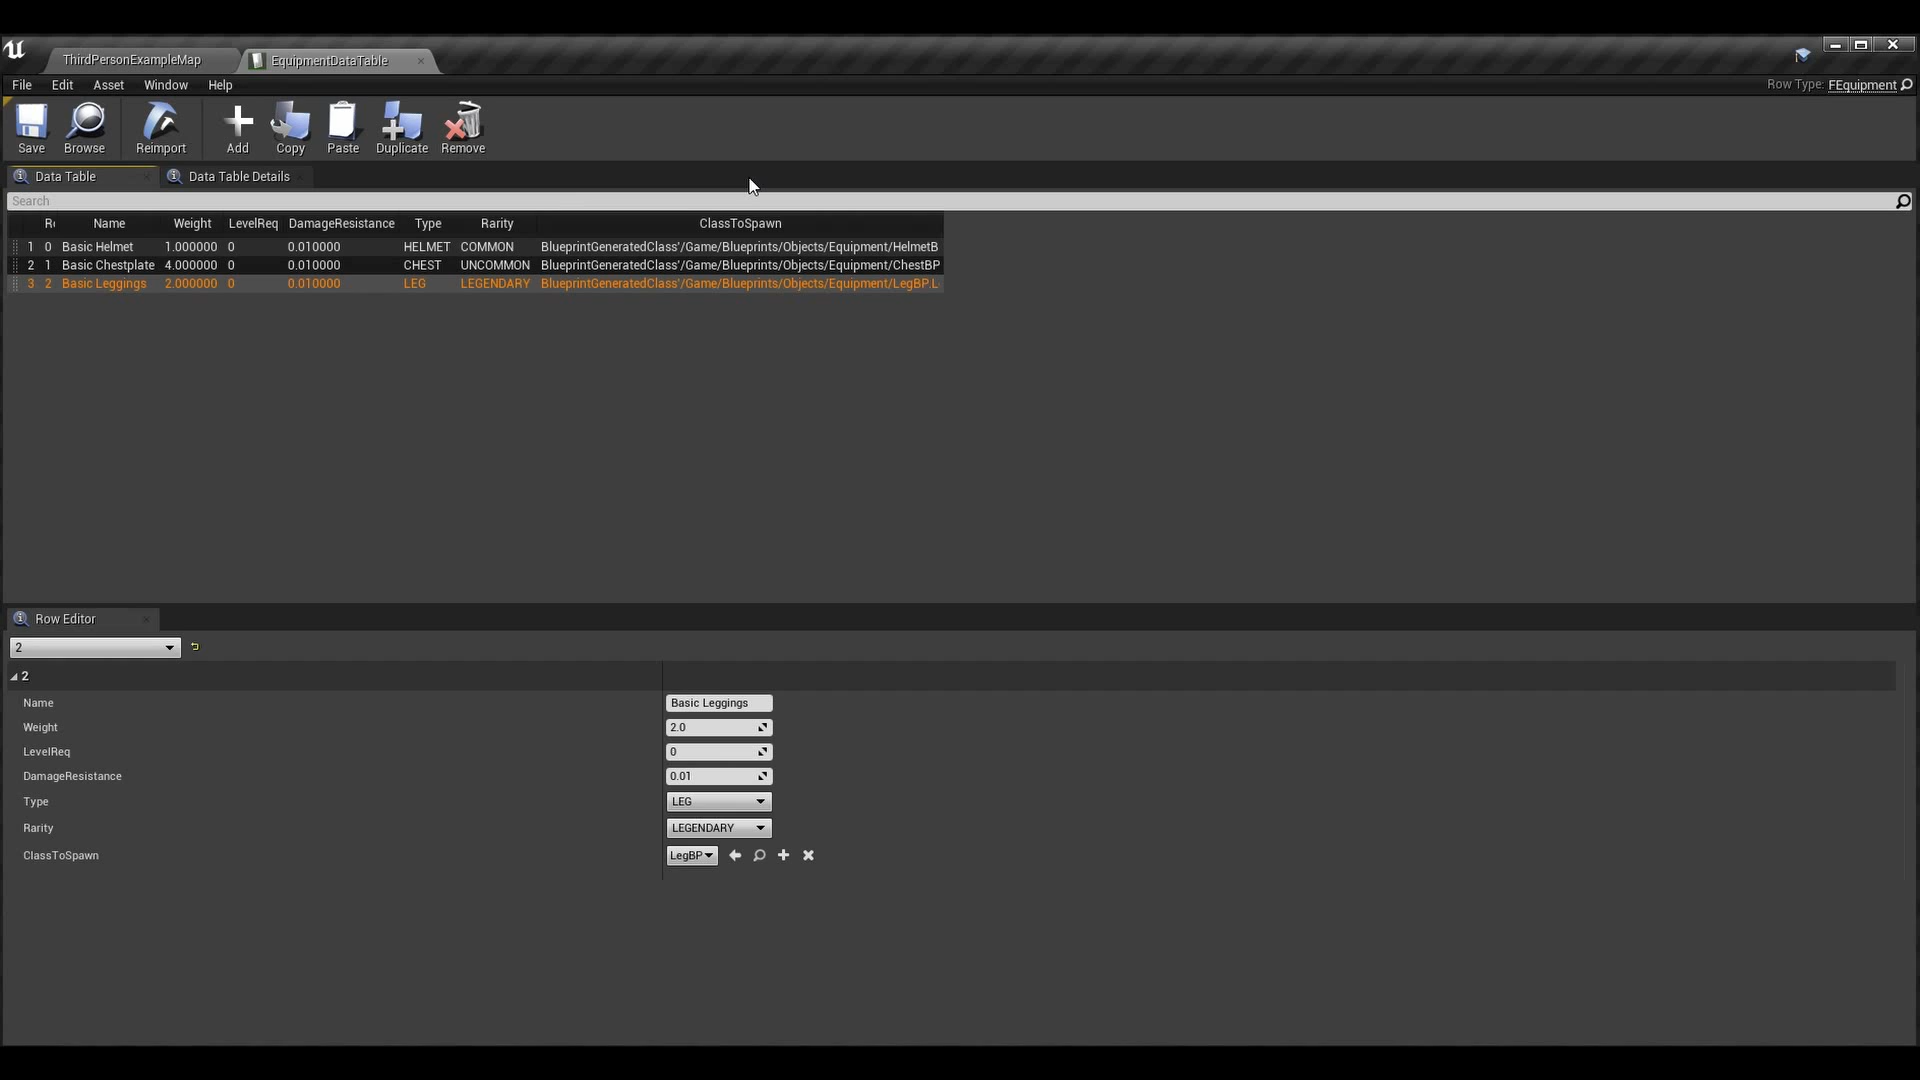 ThirdPersonExampleMap
EquipmentDataTable
File Edit Asset Window Help
Row Type: FEquipment
Save Browse Reimport Add Copy Paste Duplicate Remove
Data Table Data Table Details
Search
Name Weight LevelReq DamageResistance Type Rarity ClassToSpawn
1 0 Basic Helmet 1.000000 0 0.010000 HELMET COMMON BlueprintGeneratedClass'/Game/Blueprints/Objects/Equipment/HelmetB
2 1 Basic Chestplate 4.000000 0 0.010000 CHEST UNCOMMON BlueprintGeneratedClass'/Game/Blueprints/Objects/Equipment/ChestBP
3 2 Basic Leggings 2.000000 0 0.010000 LEG LEGENDARY BlueprintGeneratedClass'/Game/Blueprints/Objects/Equipment/LegBP.L
Row Editor
2
2
Name Basic Leggings
Weight 2.0
LevelReq 0
DamageResistance 0.01
Type LEG
Rarity LEGENDARY
ClassToSpawn LegBP